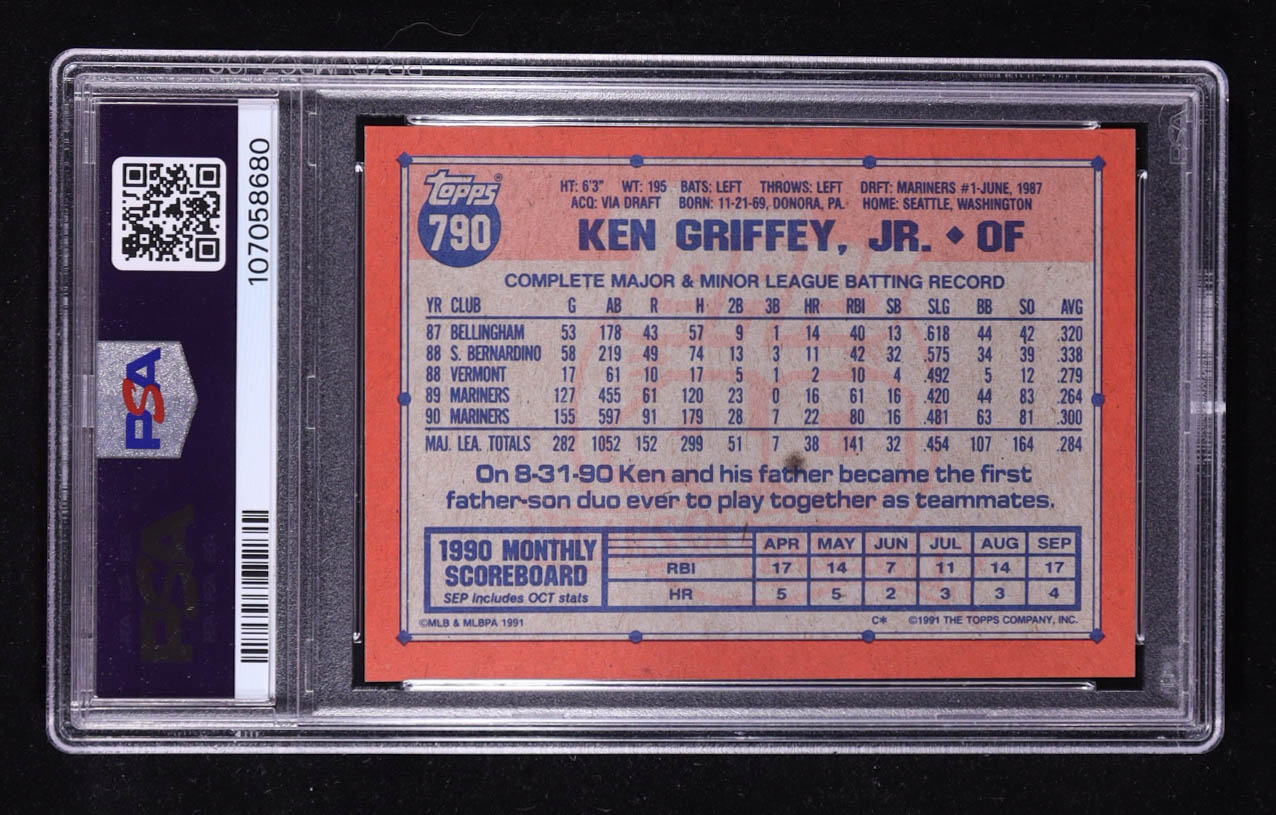 107058680
PSA
PSA
TOPPS®
790
HT: 6'3" WT: 195 BATS: LEFT THROWS: LEFT DRFT: MARINERS #1-JUNE, 1987
ACQ: VIA DRAFT BORN: 11-21-69, DONORA, PA. HOME: SEATTLE, WASHINGTON
KEN GRIFFEY, JR. ◆ OF
COMPLETE MAJOR & MINOR LEAGUE BATTING RECORD
YR CLUB G AB R H 2B 3B HR RBI SB SLG BB SO AVG
87 BELLINGHAM 53 178 43 57 9 1 14 40 13 .618 44 42 .320
88 S. BERNARDINO 58 219 49 74 13 3 11 42 32 .575 34 39 .338
88 VERMONT 17 61 10 17 5 1 2 10 4 .492 5 12 .279
89 MARINERS 127 455 61 120 23 0 16 61 16 .420 44 83 .264
90 MARINERS 155 597 91 179 28 7 22 80 16 .481 63 81 .300
MAJ. LEA. TOTALS 282 1052 152 299 51 7 38 141 32 .454 107 164 .284
On 8-31-90 Ken and his father became the first
father-son duo ever to play together as teammates.
1990 MONTHLY
SCOREBOARD
SEP includes OCT stats
APR MAY JUN JUL AUG SEP
RBI 17 14 7 11 14 17
HR 5 5 2 3 3 4
©MLB & MLBPA 1991
C* ©1991 THE TOPPS COMPANY, INC.
PSA